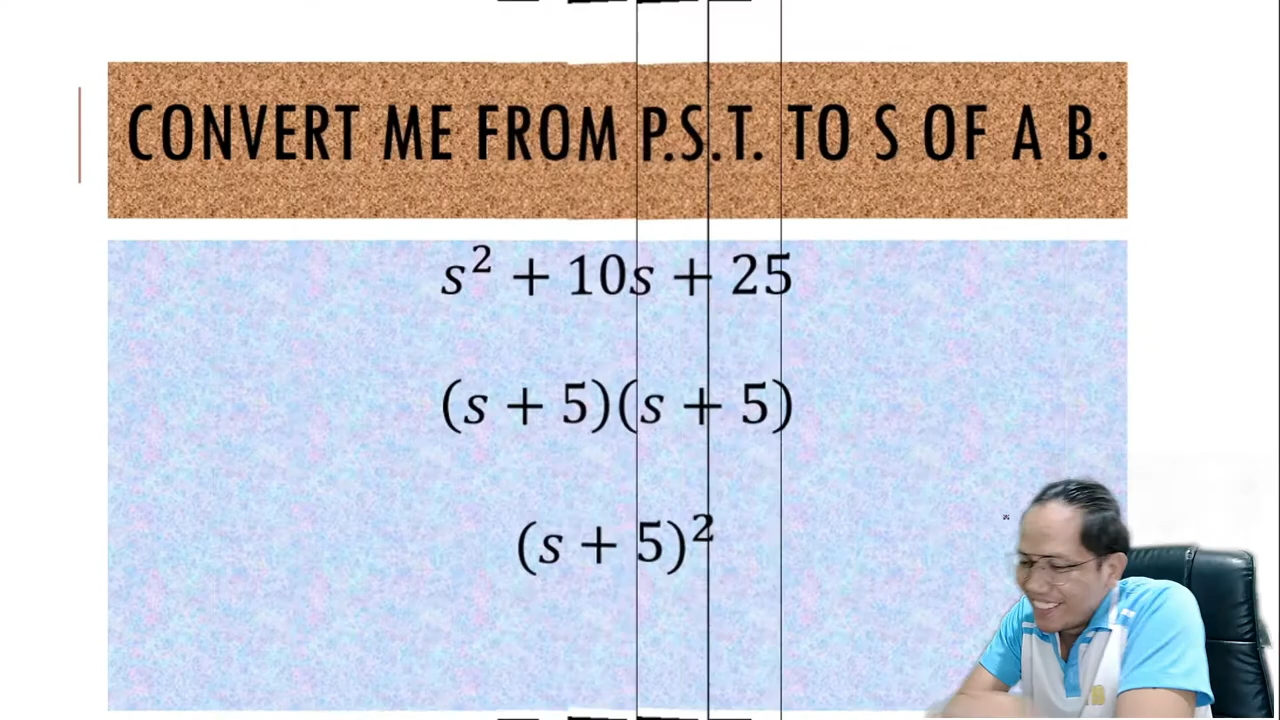 CONVERT ME FROM P.S.T. TO S OF A B.
s² + 10s + 25
(s + 5)(s + 5)
(s + 5)²